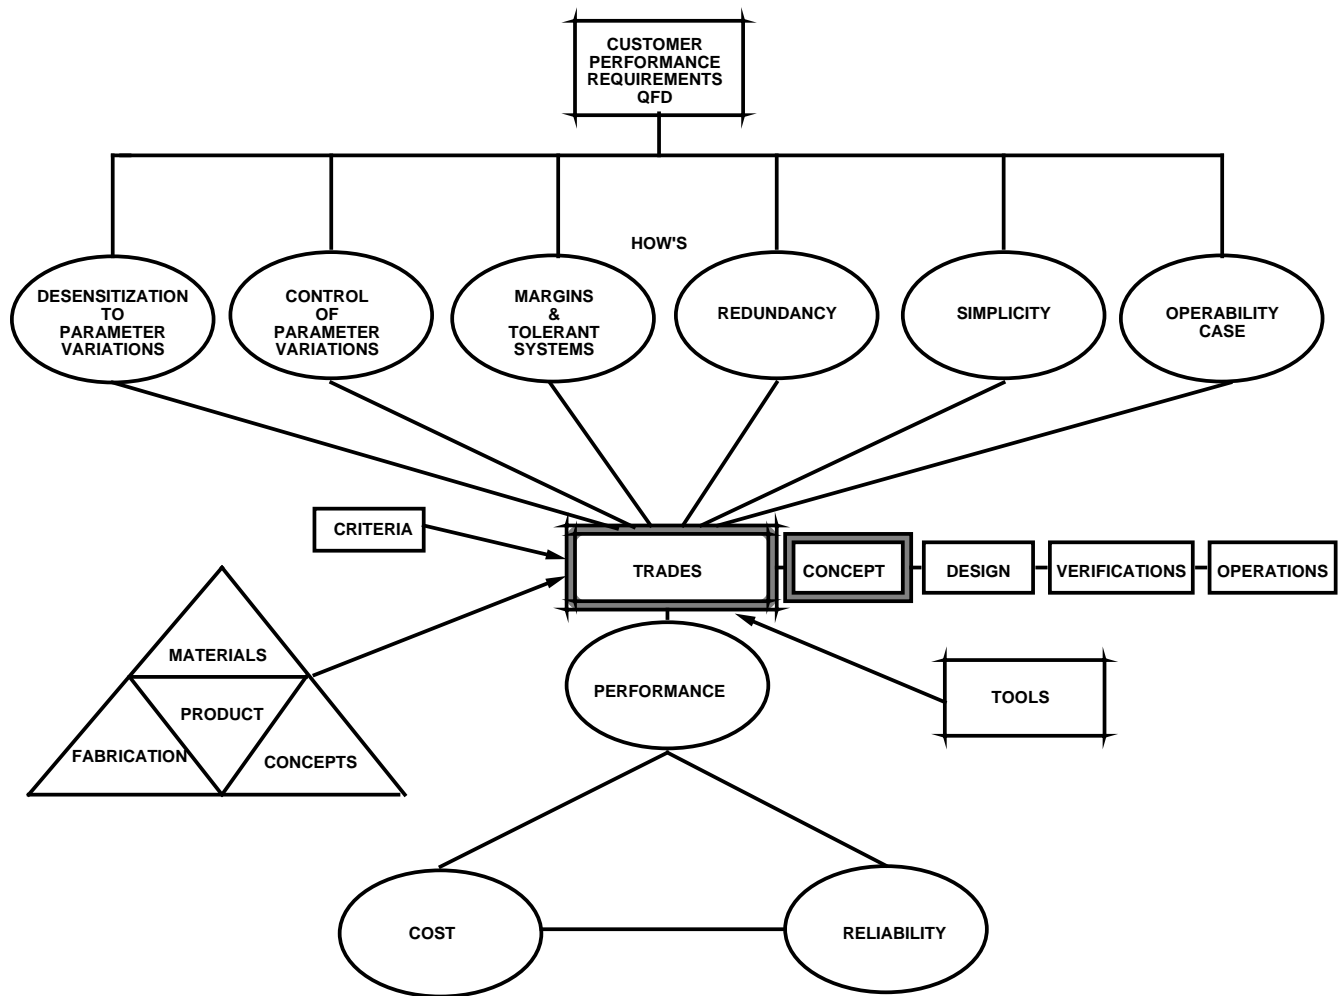 CUSTOMER
PERFORMANCE
REQUIREMENTS
QFD
HOW'S
DESENSITIZATION
TO
PARAMETER
VARIATIONS
CONTROL
OF
PARAMETER
VARIATIONS
MARGINS
&
TOLERANT
SYSTEMS
REDUNDANCY
SIMPLICITY
OPERABILITY
CASE
CRITERIA
TRADES
CONCEPT
DESIGN
VERIFICATIONS
OPERATIONS
MATERIALS
PRODUCT
FABRICATION
CONCEPTS
PERFORMANCE
TOOLS
COST
RELIABILITY